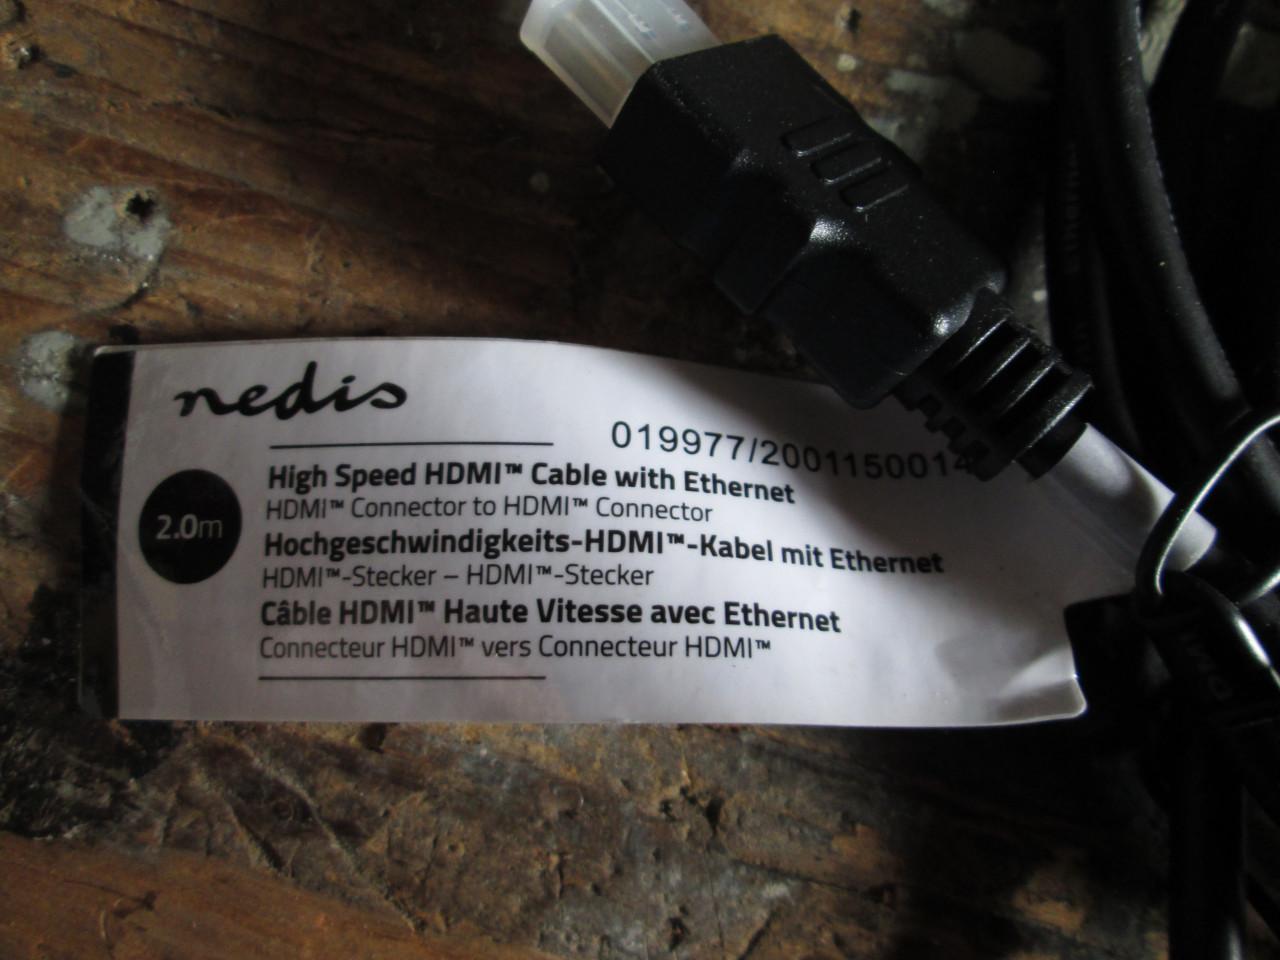 nedis
019977/2001150014
2.0m
High Speed HDMI™ Cable with Ethernet
HDMI™ Connector to HDMI™ Connector
Hochgeschwindigkeits-HDMI™-Kabel mit Ethernet
HDMI™-Stecker – HDMI™-Stecker
Câble HDMI™ Haute Vitesse avec Ethernet
Connecteur HDMI™ vers Connecteur HDMI™